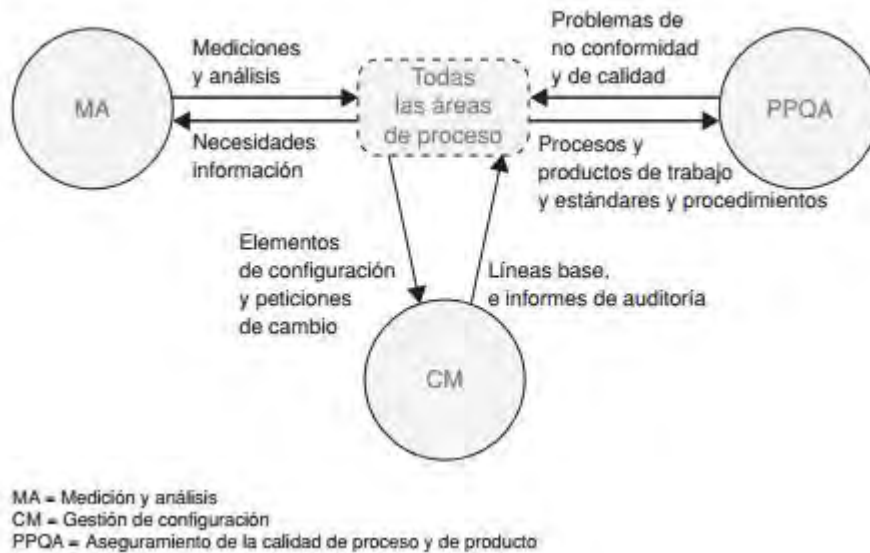 Mediciones
y análisis
Problemas de
no conformidad
y de calidad
MA
Todas
las áreas
de proceso
PPQA
Necesidades
información
Procesos y
productos de trabajo
y estándares y procedimientos
Elementos
de configuración
y peticiones
de cambio
Líneas base,
e informes de auditoría
CM
MA = Medición y análisis
CM = Gestión de configuración
PPQA = Aseguramiento de la calidad de proceso y de producto